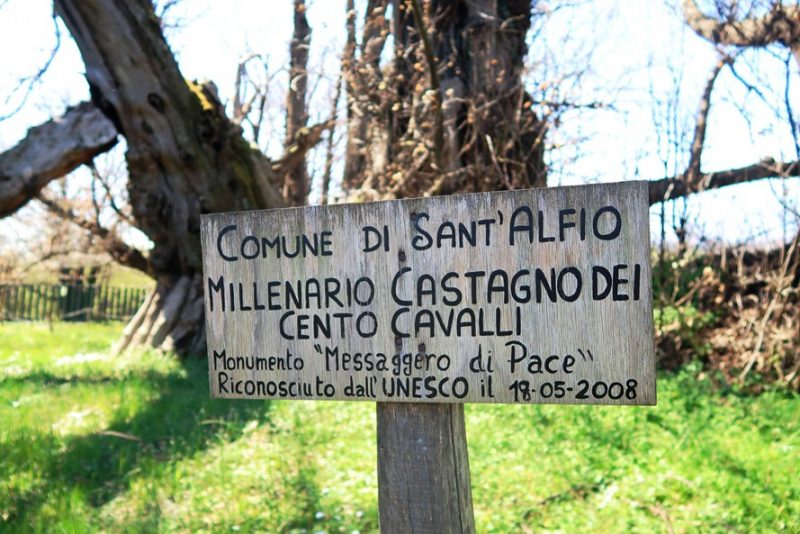 COMUNE DI SANT'ALFIO
MILLENARIO CASTAGNO DEI
CENTO CAVALLI
Monumento "Messaggero di Pace"
Riconosciuto dall'UNESCO il 18-05-2008